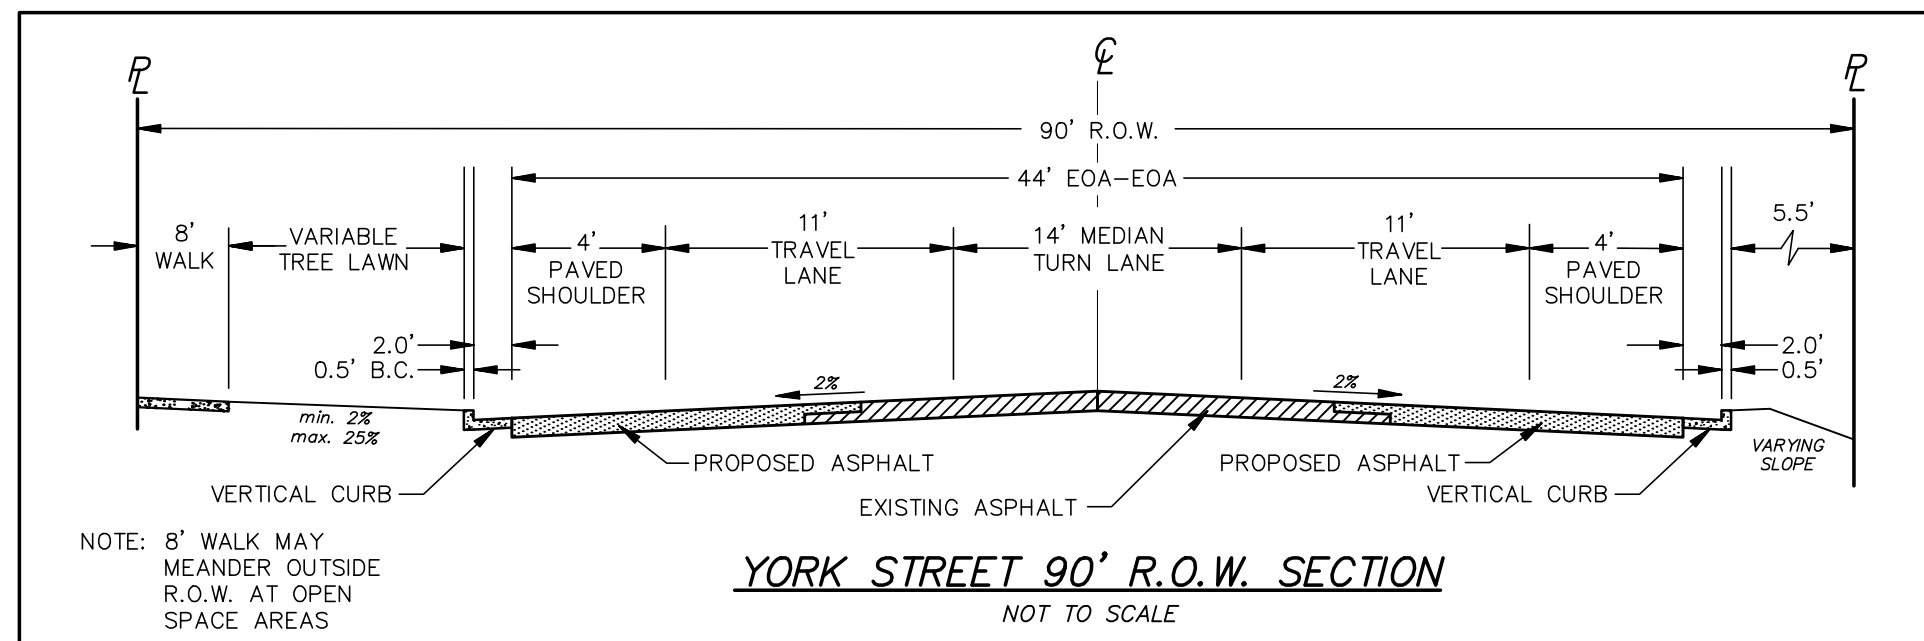 PL
CL
PL
90' R.O.W.
44' EOA-EOA
8'
WALK
VARIABLE
TREE LAWN
4'
PAVED
SHOULDER
11'
TRAVEL
LANE
14' MEDIAN
TURN LANE
11'
TRAVEL
LANE
4'
PAVED
SHOULDER
5.5'
2.0'
0.5' B.C.
2.0'
0.5'
2%
2%
min. 2%
max. 25%
VARYING
SLOPE
PROPOSED ASPHALT
PROPOSED ASPHALT
VERTICAL CURB
VERTICAL CURB
EXISTING ASPHALT
NOTE: 8' WALK MAY
MEANDER OUTSIDE
R.O.W. AT OPEN
SPACE AREAS
YORK STREET 90' R.O.W. SECTION
NOT TO SCALE